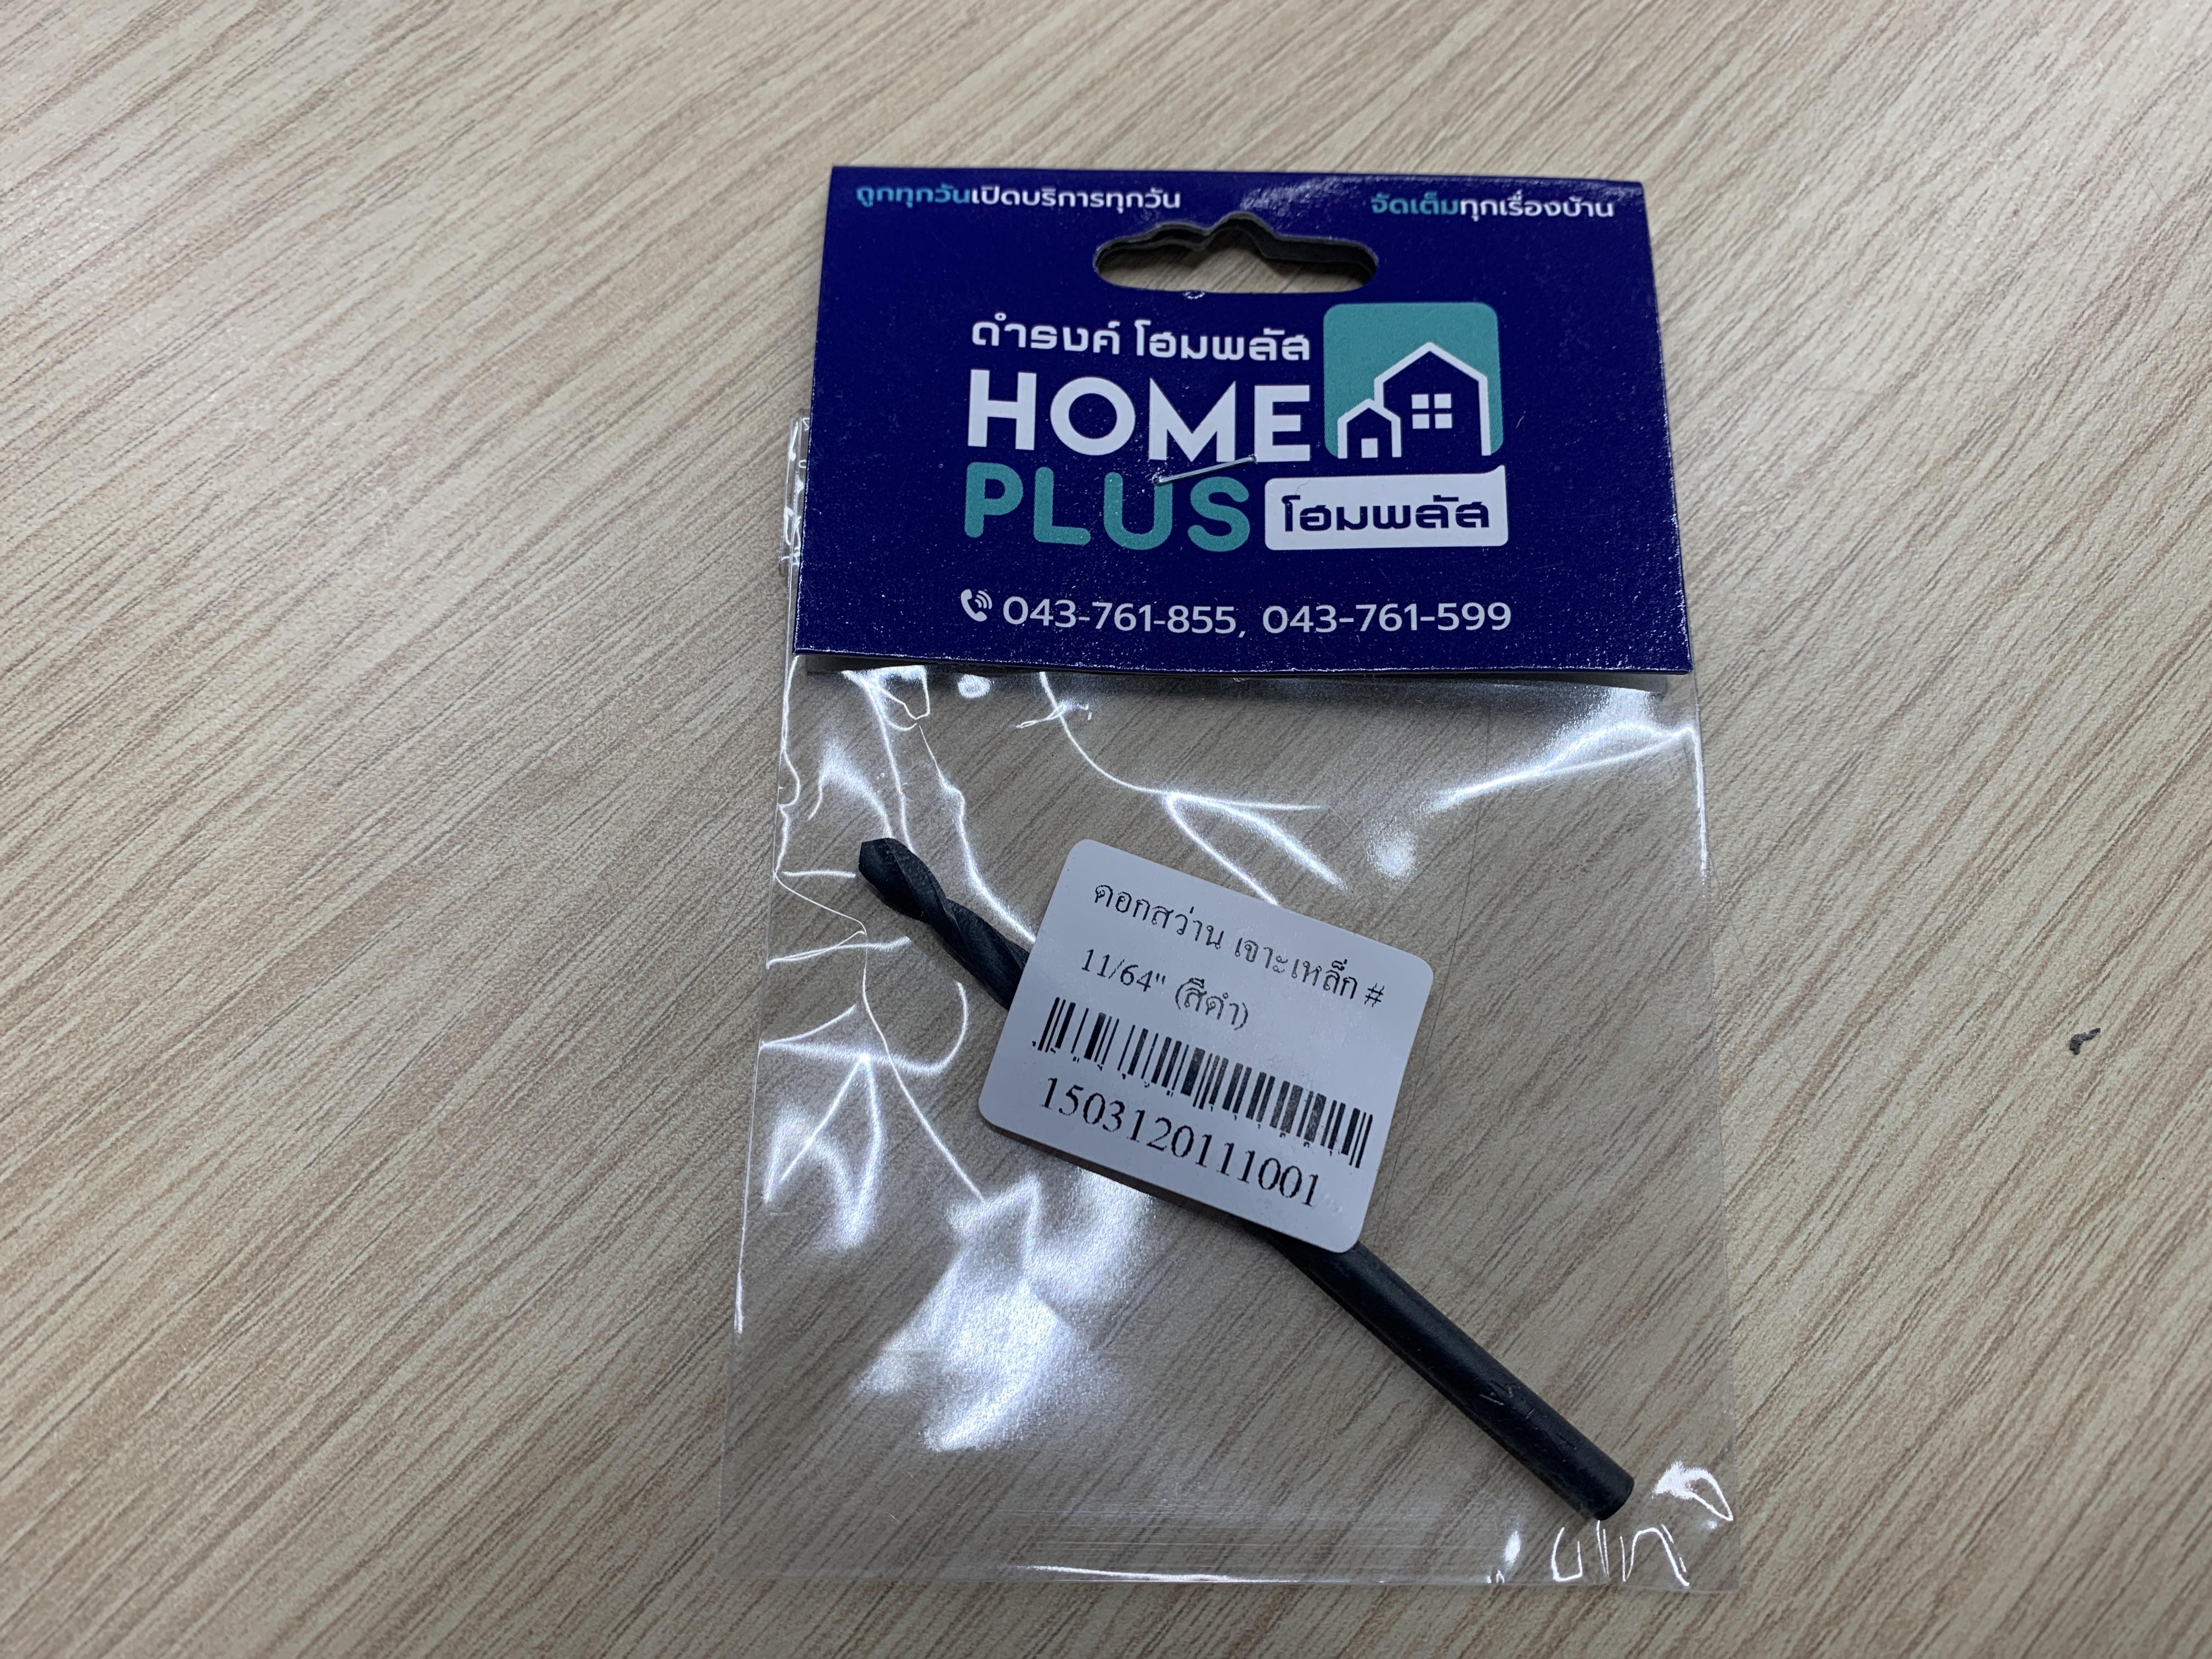 ถูกทุกวันเปิดบริการทุกวัน
จัดเต็มทุกเรื่องบ้าน
ดำรงค์ โฮมพลัส
HOME
PLUS
โฮมพลัส
043-761-855, 043-761-599
ดอกสว่าน เจาะเหล็ก #
11/64" (สีดำ)
1503120111001